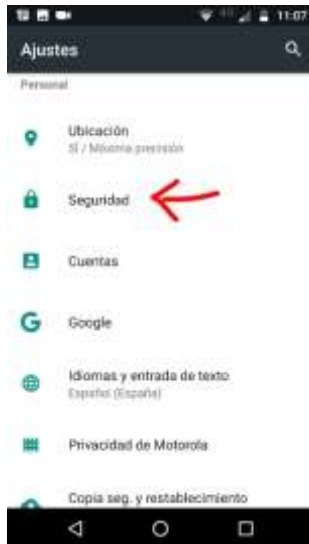 11:07
Ajustes
Personal
Ubicación
Sí / Máxima precisión
Seguridad
Cuentas
Google
Idiomas y entrada de texto
Español (España)
Privacidad de Motorola
Copia seg. y restablecimiento